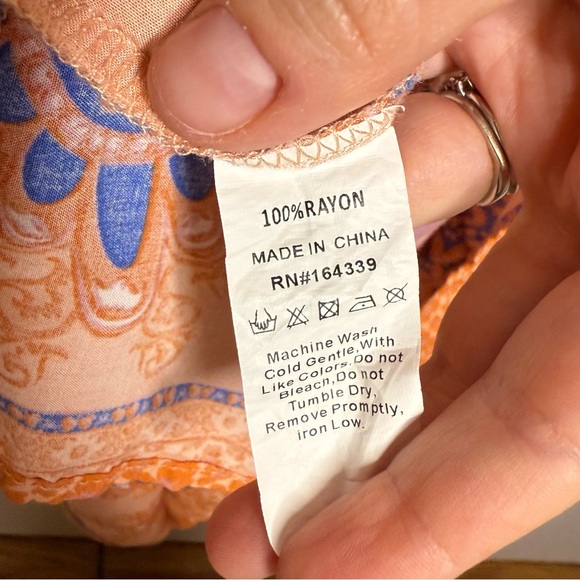 100%RAYON
MADE IN CHINA
RN#164339
Machine Wash
Cold Gentle,With
Like Colors,Do not
Bleach,Do not
Tumble Dry,
Remove Promptly,
iron Low.